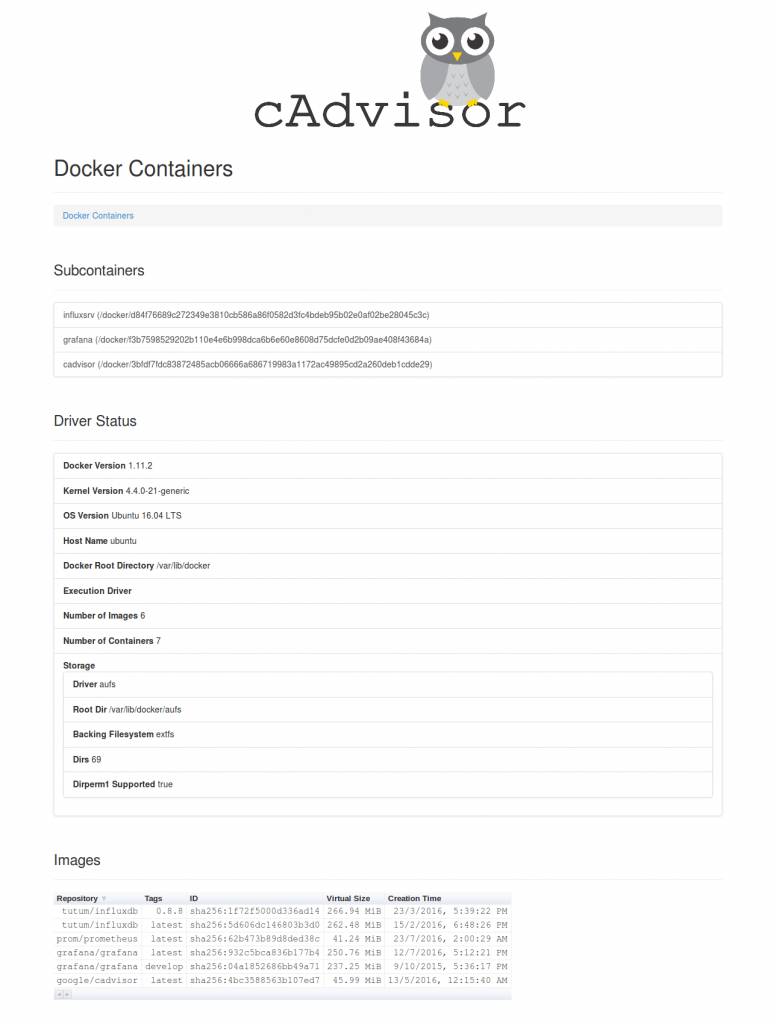 cAdvisor
Docker Containers
Docker Containers
Subcontainers
influxsrv (/docker/d84f76689c272349e3810cb586a86f0582d3fc4bdeb95b02e0af02be28045c3c)
grafana (/docker/f3b7598529202b110e4e6b998dca6b6e60e8608d75dcfe0d2b09ae408f43684a)
cadvisor (/docker/3bfdf7fdc83872485acb06666a686719983a1172ac49895cd2a260deb1cdde29)
Driver Status
Docker Version 1.11.2
Kernel Version 4.4.0-21-generic
OS Version Ubuntu 16.04 LTS
Host Name ubuntu
Docker Root Directory /var/lib/docker
Execution Driver
Number of Images 6
Number of Containers 7
Storage
Driver aufs
Root Dir /var/lib/docker/aufs
Backing Filesystem extfs
Dirs 69
Dirperm1 Supported true
Images
Repository Tags ID Virtual Size Creation Time
tutum/influxdb 0.8.8 sha256:1f72f5000d336ad14 266.94 MiB 23/3/2016, 5:39:22 PM
tutum/influxdb latest sha256:5d606dc146803b3d0 262.48 MiB 15/2/2016, 6:48:26 PM
prom/prometheus latest sha256:62b473b89d8ded38c 41.24 MiB 23/7/2016, 2:00:29 AM
grafana/grafana latest sha256:932c5bca836b177b4 250.76 MiB 12/7/2016, 5:12:21 PM
grafana/grafana develop sha256:04a1852686bb49a71 237.25 MiB 9/10/2015, 5:36:17 PM
google/cadvisor latest sha256:4bc3588563b107ed7 45.99 MiB 13/5/2016, 12:15:40 AM